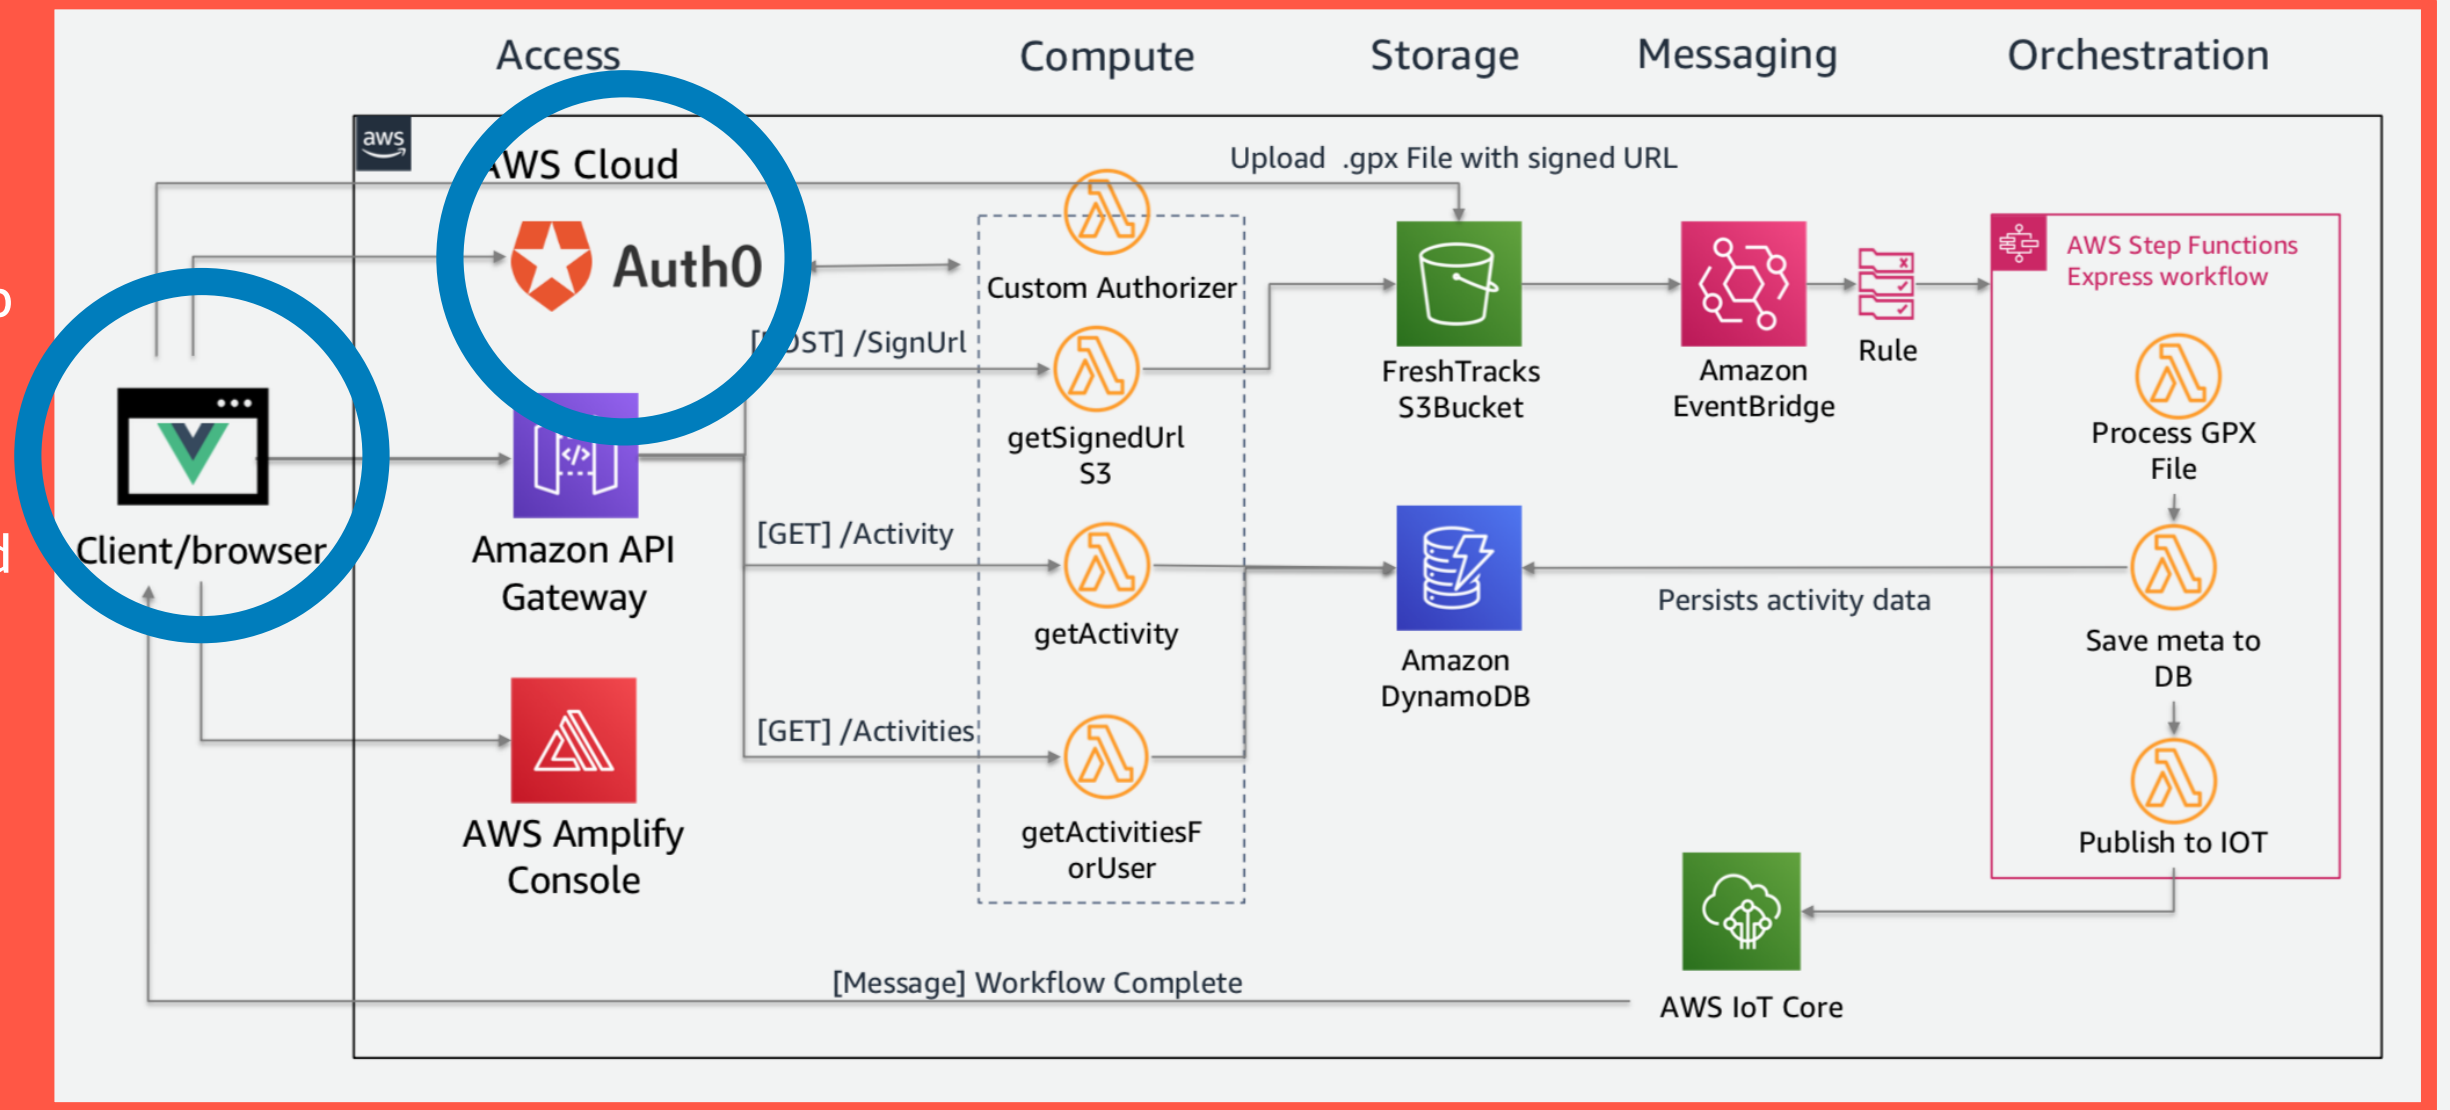 Access
Compute
Storage
Messaging
Orchestration
aws
AWS Cloud
Upload .gpx File with signed URL
Auth0
Custom Authorizer
AWS Step Functions
Express workflow
[POST] /SignUrl
Rule
FreshTracks
S3Bucket
Amazon
EventBridge
getSignedUrl
S3
Process GPX
File
Client/browser
Amazon API
Gateway
[GET] /Activity
getActivity
Persists activity data
Amazon
DynamoDB
Save meta to
DB
[GET] /Activities
AWS Amplify
Console
getActivitiesF
orUser
Publish to IOT
[Message] Workflow Complete
AWS IoT Core